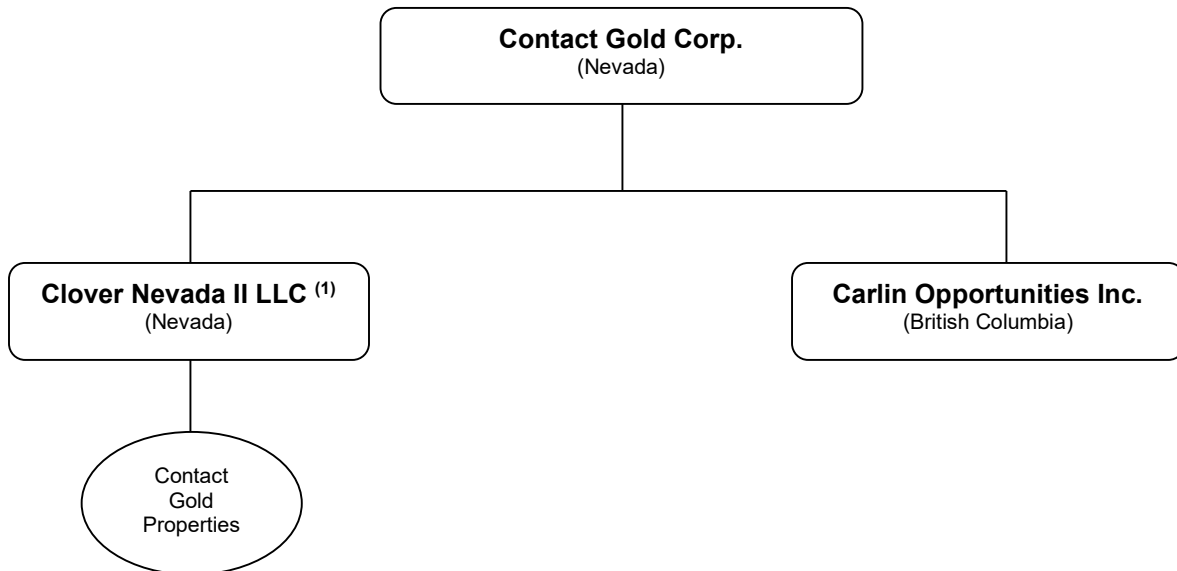 Contact Gold Corp.
(Nevada)
Clover Nevada II LLC (1)
(Nevada)
Carlin Opportunities Inc.
(British Columbia)
Contact
Gold
Properties